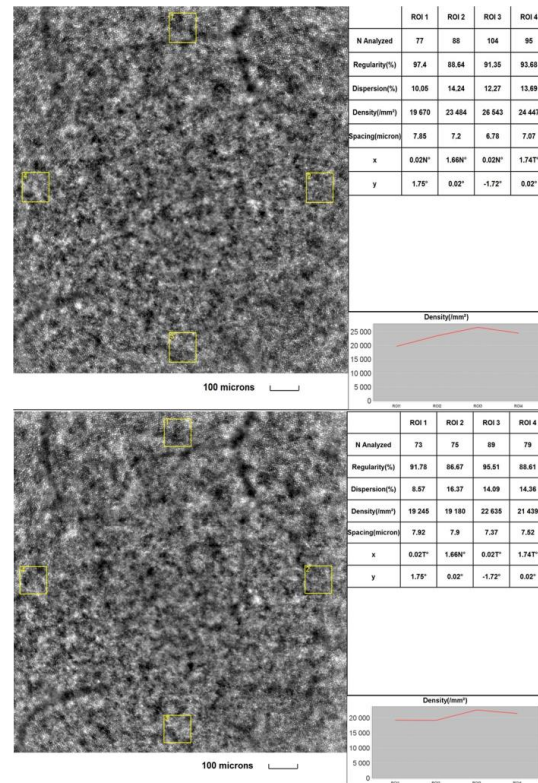 ROI 1 ROI 2 ROI 3 ROI 4
N Analyzed 77 88 104 95
Regularity(%) 97.4 88.64 91.35 93.68
Dispersion(%) 10.05 14.24 12.27 13.69
Density(/mm²) 19 670 23 484 26 543 24 447
Spacing(micron) 7.85 7.2 6.78 7.07
x 0.02N° 1.66N° 0.02N° 1.74T°
y 1.75° 0.02° -1.72° 0.02°
Density(/mm²)
25 000
20 000
15 000
10 000
5 000
0
ROI1 ROI2 ROI3 ROI4
100 microns
ROI 1 ROI 2 ROI 3 ROI 4
N Analyzed 73 75 89 79
Regularity(%) 91.78 86.67 95.51 88.61
Dispersion(%) 8.57 16.37 14.09 14.36
Density(/mm²) 19 245 19 180 22 635 21 439
Spacing(micron) 7.92 7.9 7.37 7.52
x 0.02T° 1.66N° 0.02T° 1.74T°
y 1.75° 0.02° -1.72° 0.02°
Density(/mm²)
20 000
15 000
10 000
5 000
0
100 microns